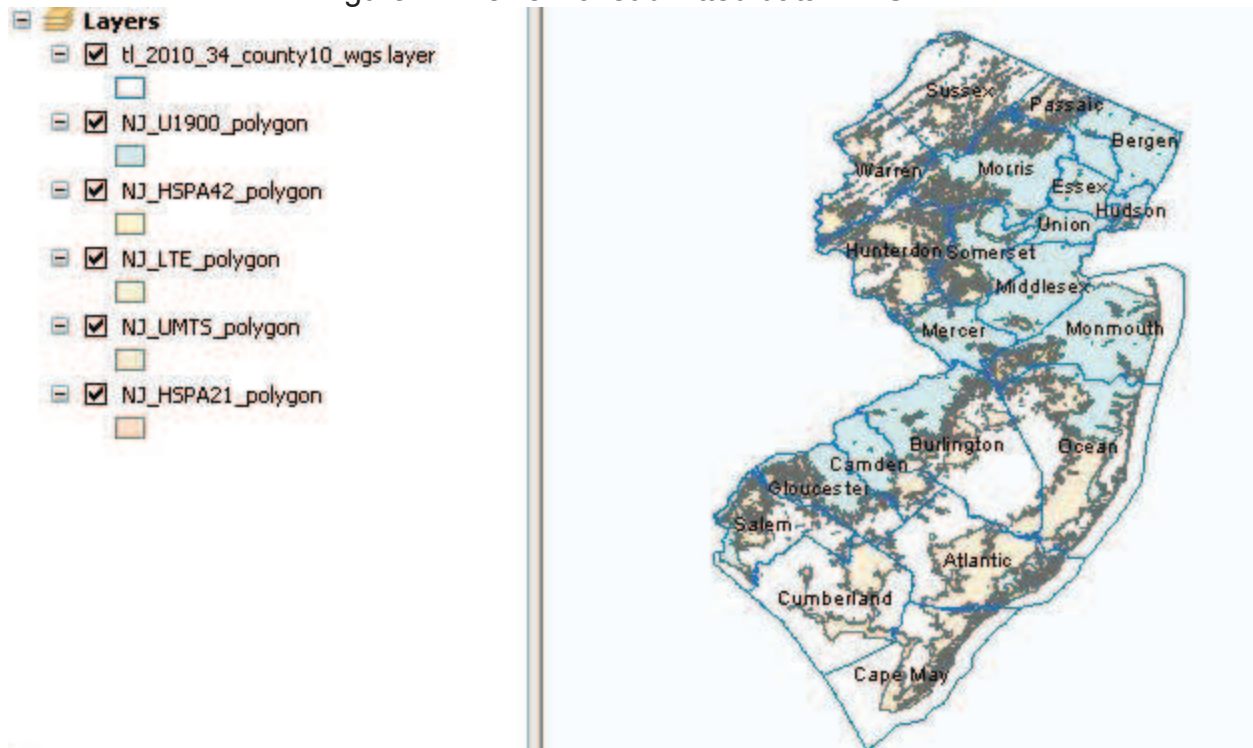 Layers
tl_2010_34_county10_wgs layer
NJ_U1900_polygon
NJ_HSPA42_polygon
NJ_LTE_polygon
NJ_UMTS_polygon
NJ_HSPA21_polygon
Sussex
Passaic
Bergen
Warren
Morris
Essex
Hudson
Union
Hunterdon
Somerset
Middlesex
Mercer
Monmouth
Burlington
Ocean
Camden
Gloucester
Salem
Atlantic
Cumberland
Cape May